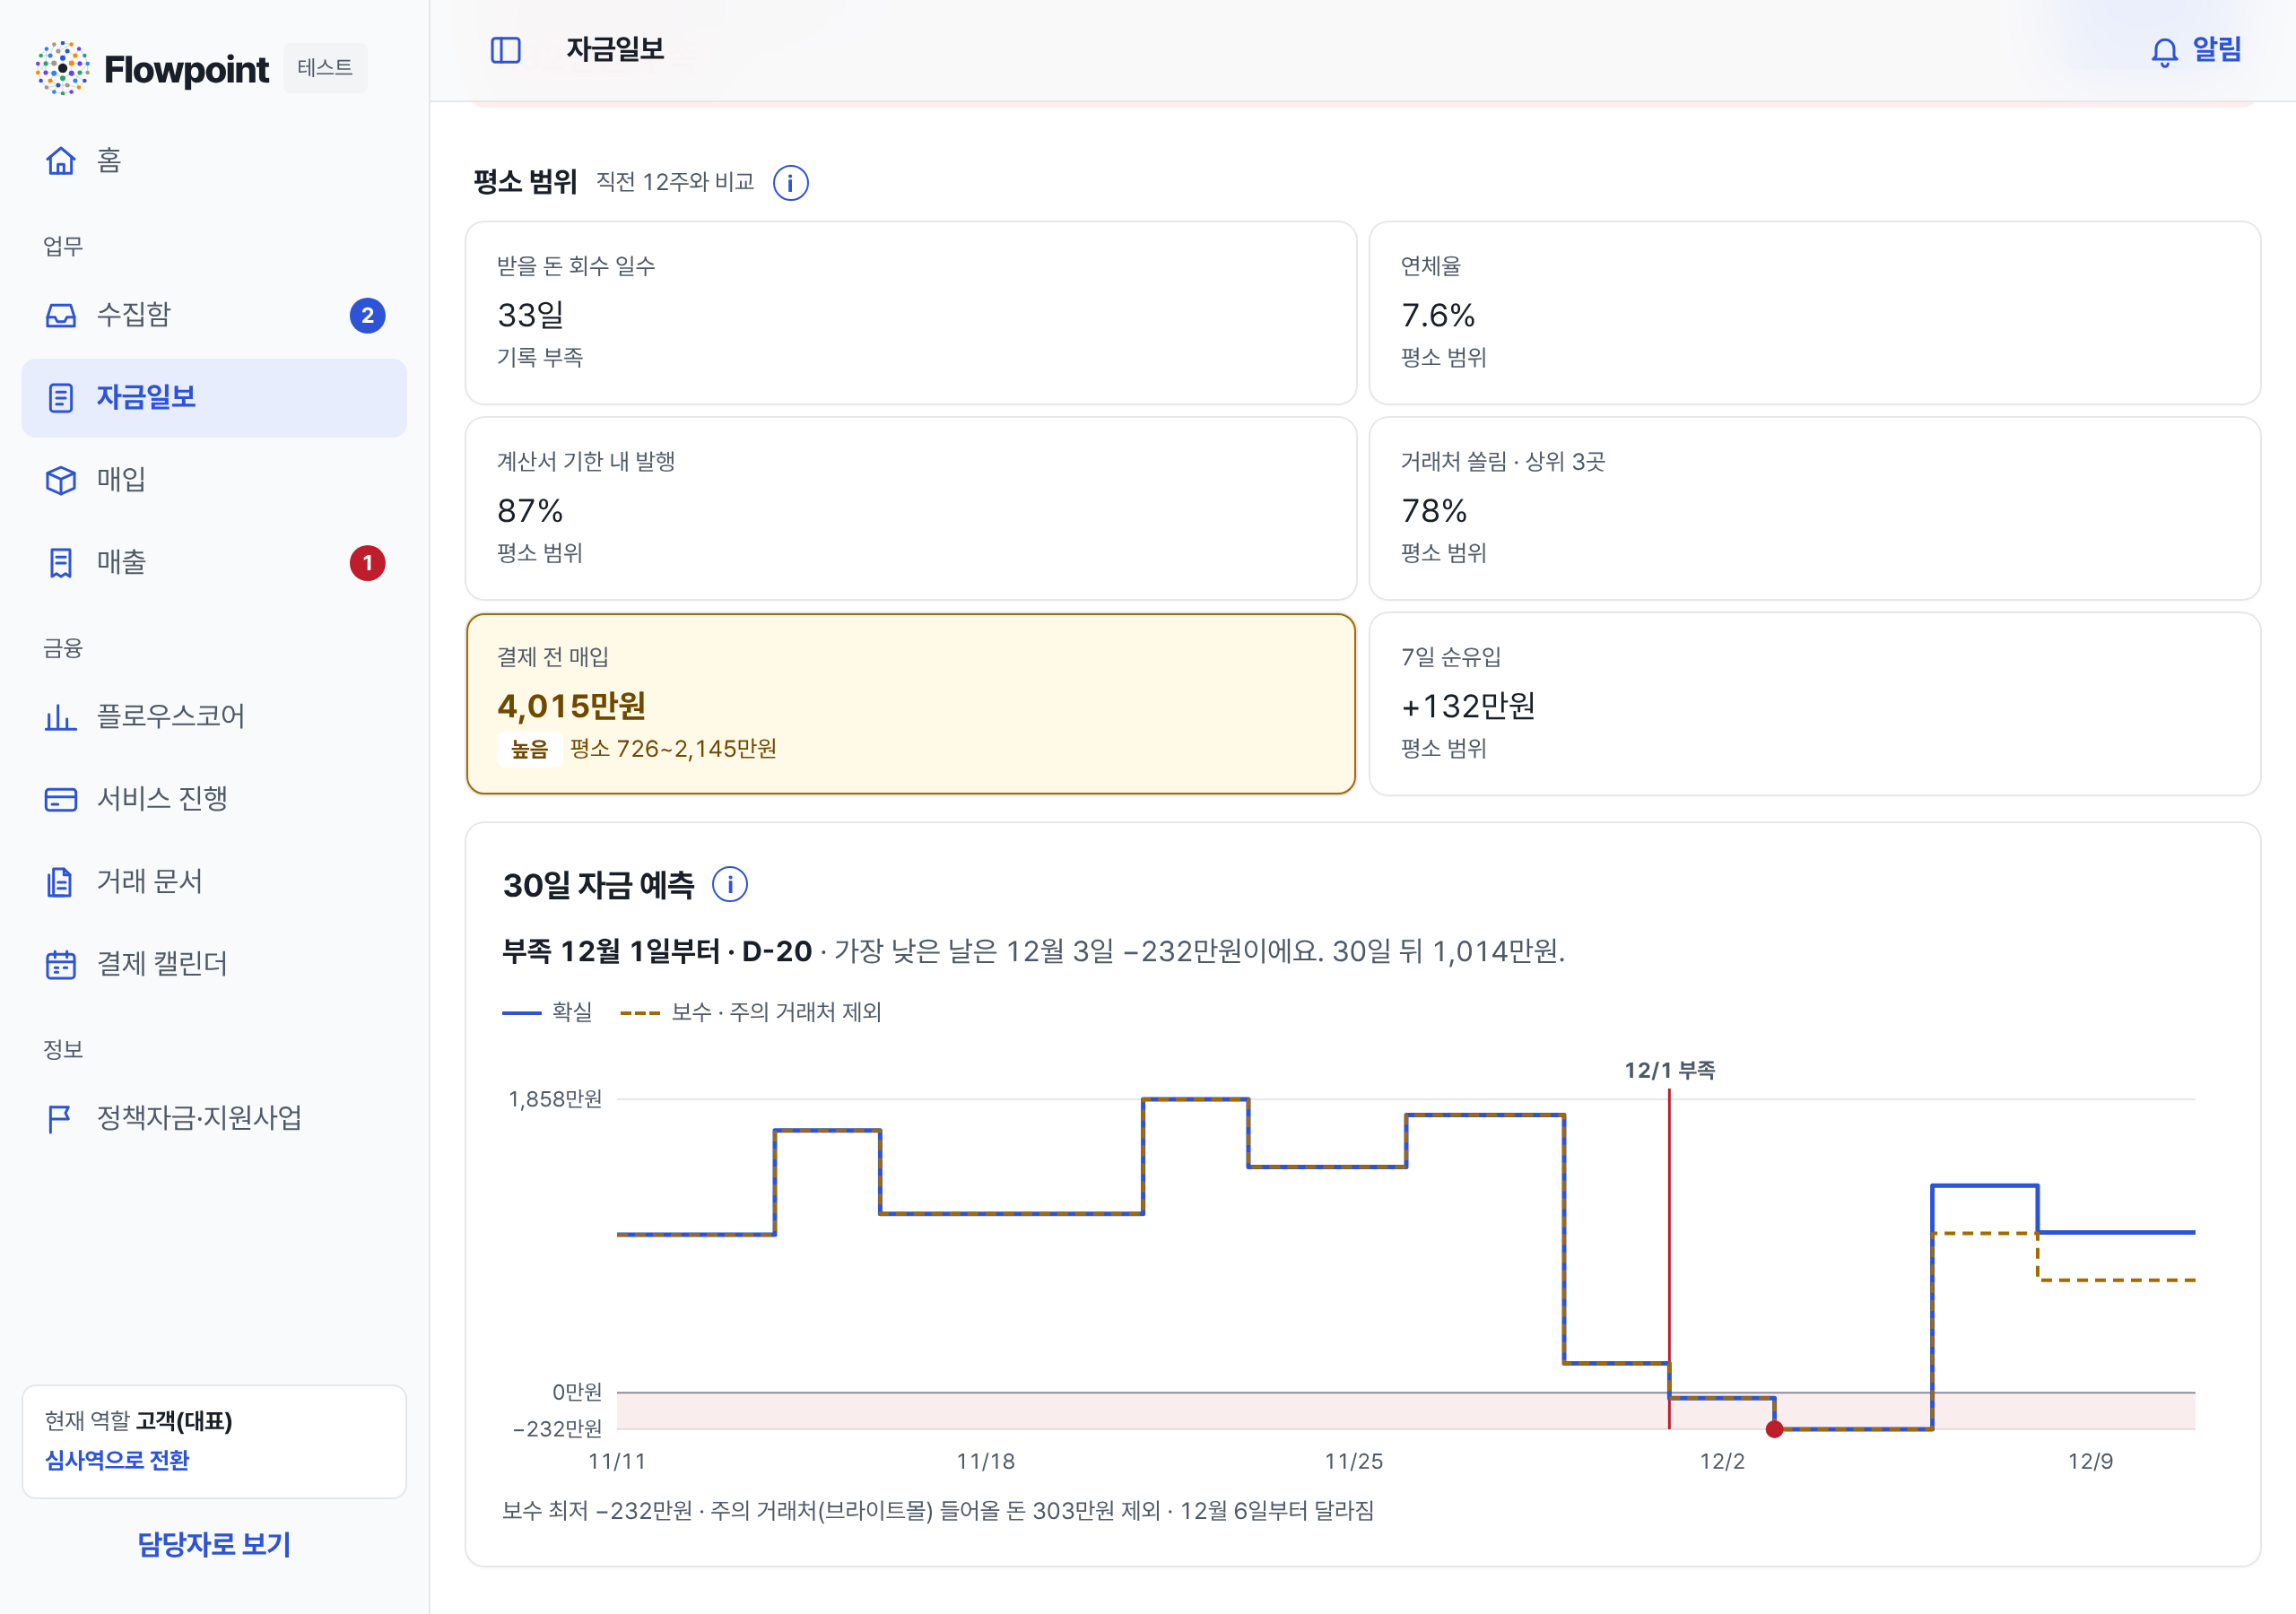 Flowpoint 테스트
홈
업무
수집함 2
자금일보
매입
매출 1
금융
플로우스코어
서비스 진행
거래 문서
결제 캘린더
정보
정책자금·지원사업
현재 역할 고객(대표)
심사역으로 전환
담당자로 보기
자금일보
알림
평소 범위 직전 12주와 비교 i
받을 돈 회수 일수
33일
기록 부족
연체율
7.6%
평소 범위
계산서 기한 내 발행
87%
평소 범위
거래처 쏠림 · 상위 3곳
78%
평소 범위
결제 전 매입
4,015만원
높음 평소 726~2,145만원
7일 순유입
+132만원
평소 범위
30일 자금 예측 i
부족 12월 1일부터 · D-20 · 가장 낮은 날은 12월 3일 −232만원이에요. 30일 뒤 1,014만원.
확실 보수 · 주의 거래처 제외
12/1 부족
1,858만원
0만원
−232만원
11/11 11/18 11/25 12/2 12/9
보수 최저 −232만원 · 주의 거래처(브라이트몰) 들어올 돈 303만원 제외 · 12월 6일부터 달라짐